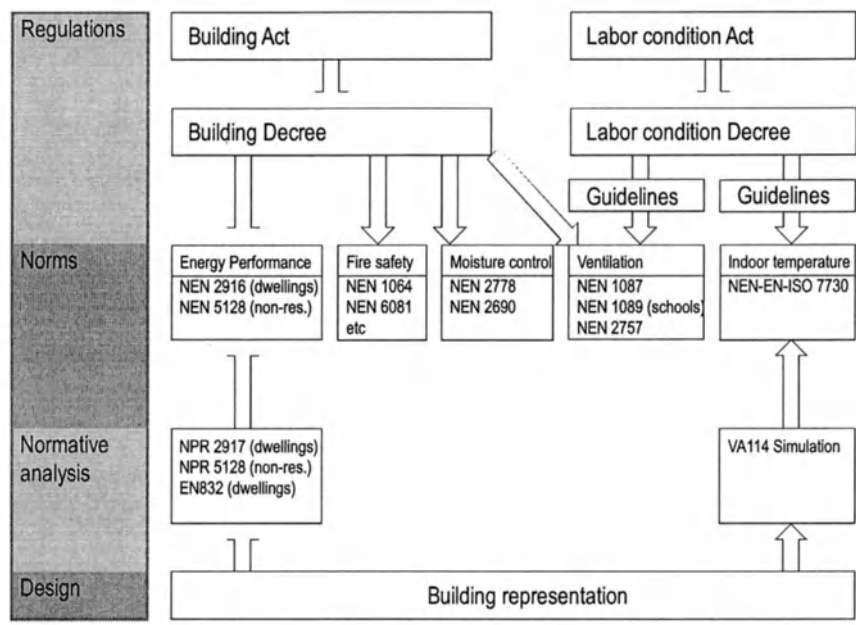 Regulations
Building Act
Labor condition Act
Building Decree
Labor condition Decree
Guidelines
Guidelines
Norms
Energy Performance
NEN 2916 (dwellings)
NEN 5128 (non-res.)
Fire safety
NEN 1064
NEN 6081
etc
Moisture control
NEN 2778
NEN 2690
Ventilation
NEN 1087
NEN 1089 (schools)
NEN 2757
Indoor temperature
NEN-EN-ISO 7730
Normative
analysis
NPR 2917 (dwellings)
NPR 5128 (non-res.)
EN832 (dwellings)
VA114 Simulation
Design
Building representation